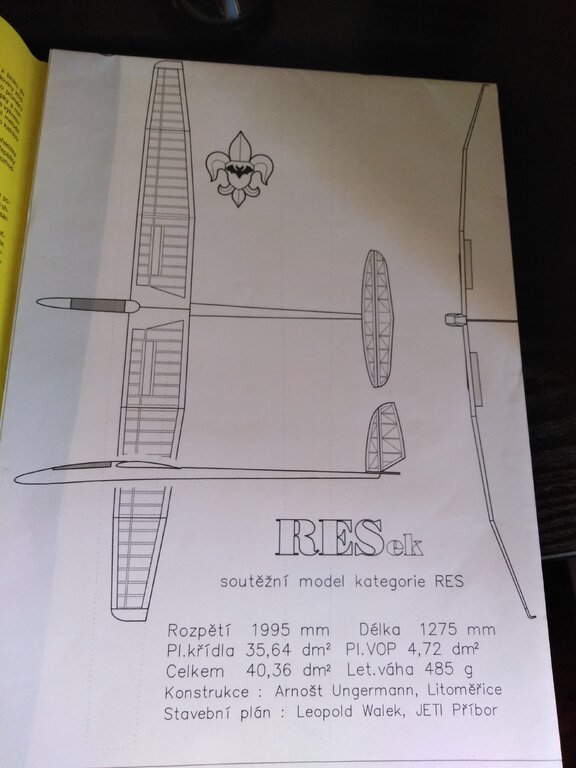 RESek
soutěžní model kategorie RES
Rozpětí 1995 mm Délka 1275 mm
Pl.křídla 35,64 dm² Pl.VOP 4,72 dm²
Celkem 40,36 dm² Let.váha 485 g
Konstrukce : Arnošt Ungermann, Litoměřice
Stavební plán : Leopold Walek, JETI Příbor